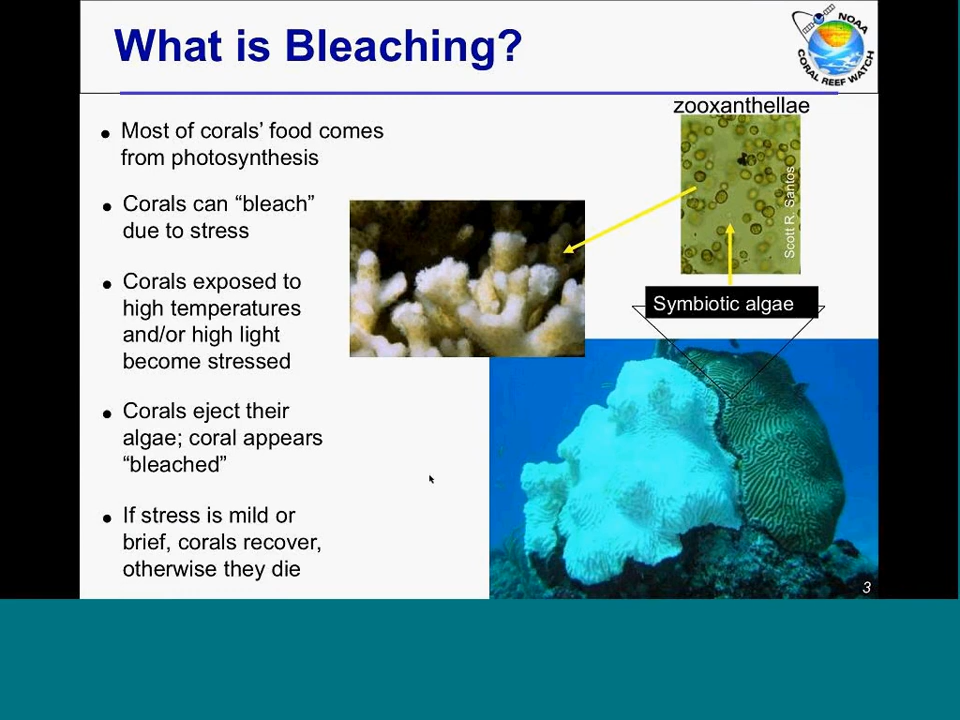 What is Bleaching?
NOAA
CORAL REEF WATCH
zooxanthellae
● Most of corals’ food comes
from photosynthesis
● Corals can “bleach”
due to stress
● Corals exposed to
high temperatures
and/or high light
become stressed
● Corals eject their
algae; coral appears
“bleached”
● If stress is mild or
brief, corals recover,
otherwise they die
Scott R. Santos
Symbiotic algae
3